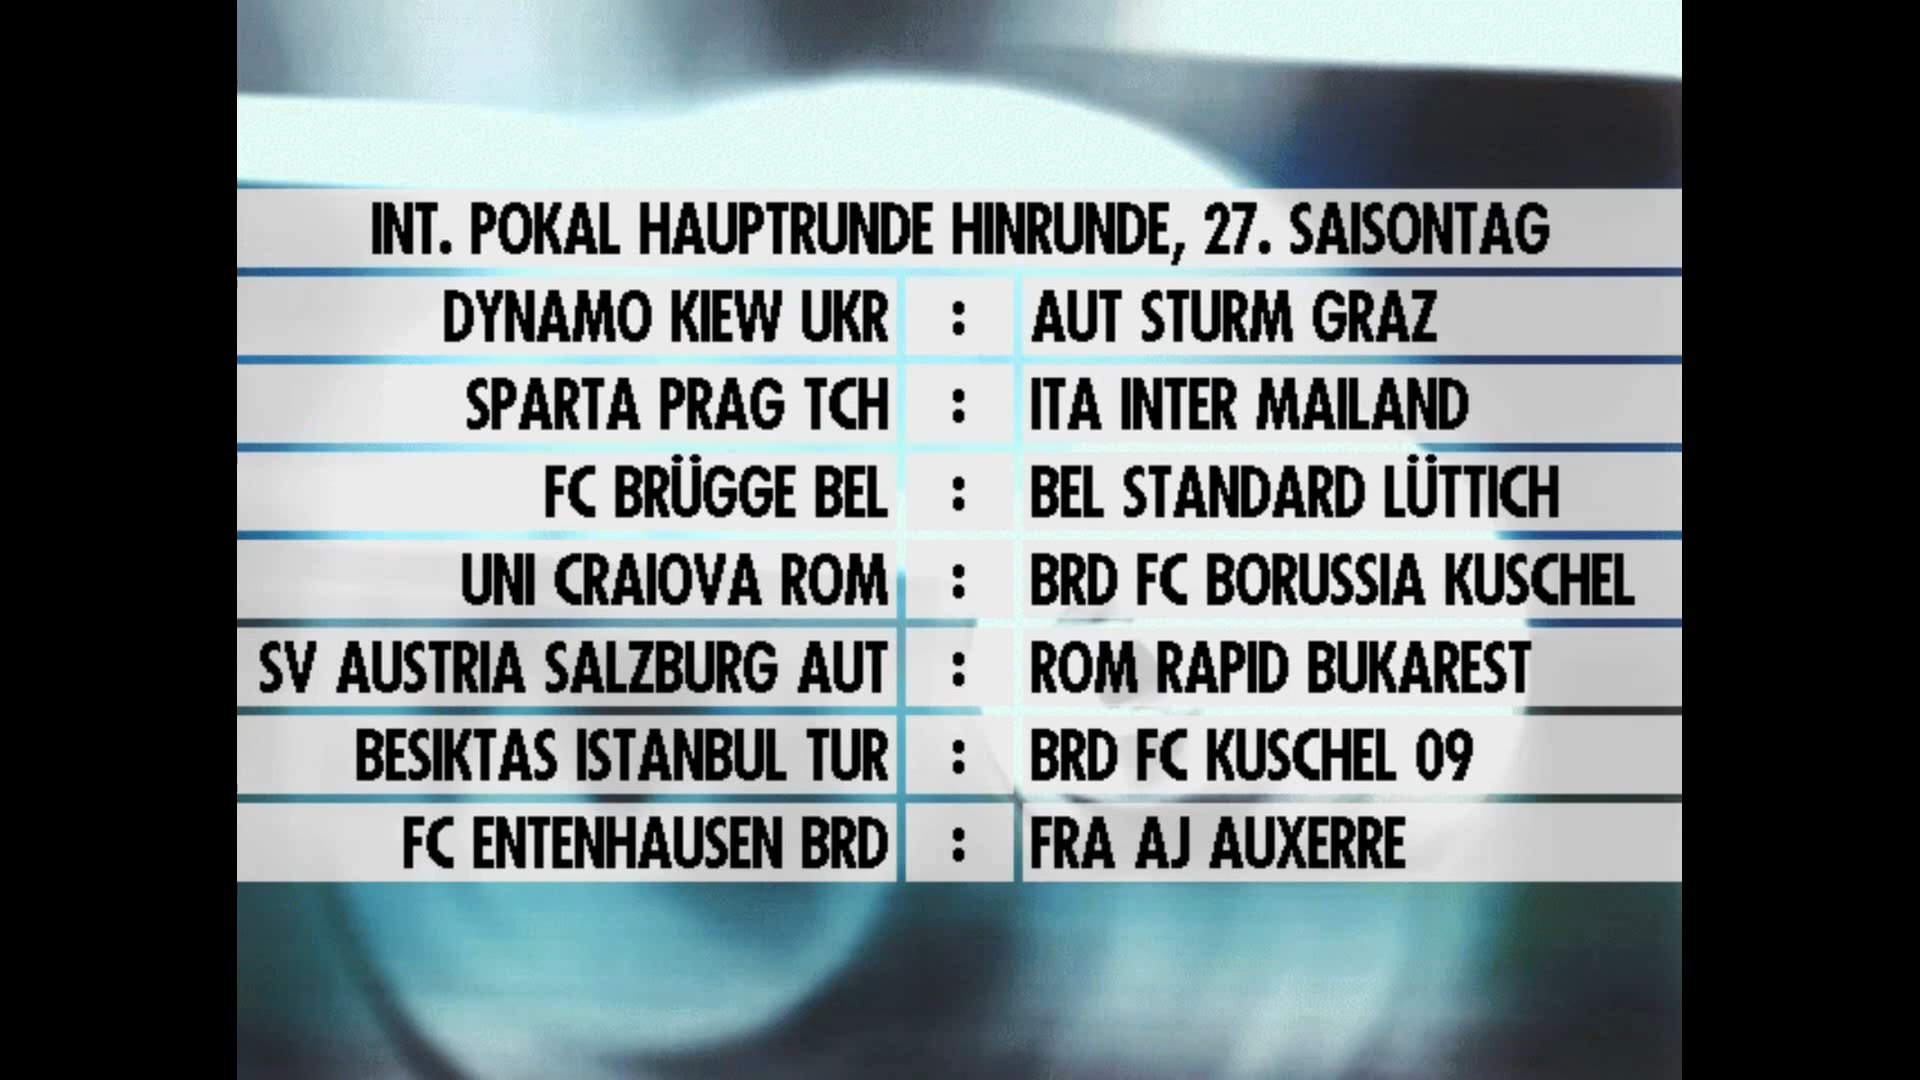 INT. POKAL HAUPTRUNDE HINRUNDE, 27. SAISONTAG
DYNAMO KIEW UKR : AUT STURM GRAZ
SPARTA PRAG TCH : ITA INTER MAILAND
FC BRÜGGE BEL : BEL STANDARD LÜTTICH
UNI CRAIOVA ROM : BRD FC BORUSSIA KUSCHEL
SV AUSTRIA SALZBURG AUT : ROM RAPID BUKAREST
BESIKTAS ISTANBUL TUR : BRD FC KUSCHEL 09
FC ENTENHAUSEN BRD : FRA AJ AUXERRE